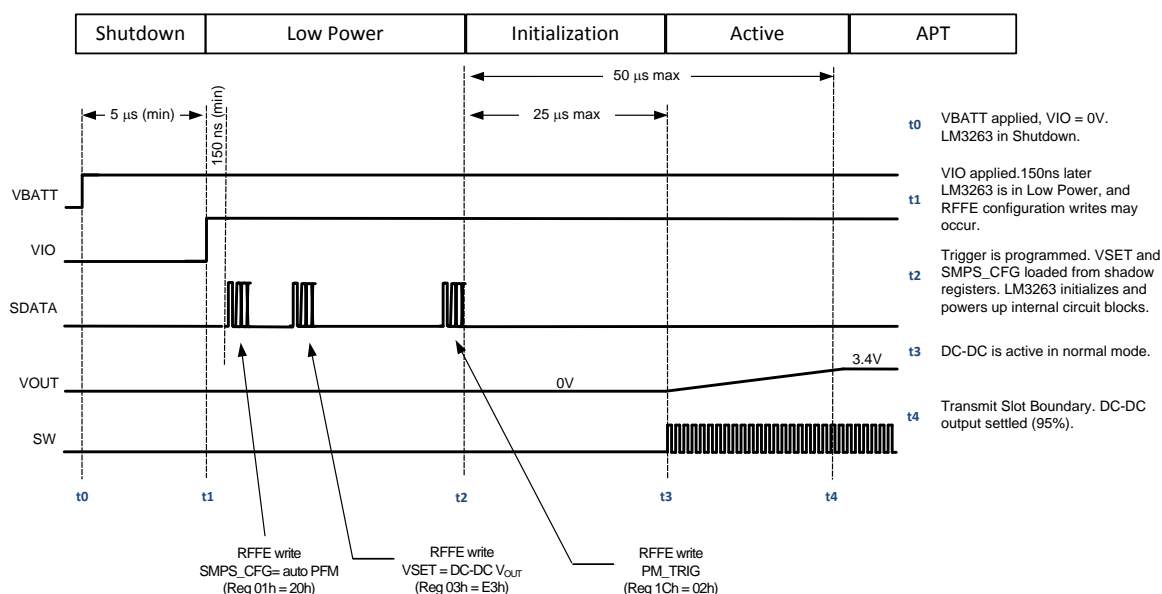 Shutdown
Low Power
Initialization
Active
APT
50 μs max
5 μs (min)
150 ns (min)
25 μs max
VBATT
VIO
SDATA
VOUT
0V
3.4V
SW
t0
t1
t2
t3
t4
RFFE write
SMPS_CFG= auto PFM
(Reg 01h = 20h)
RFFE write
VSET = DC-DC VOUT
(Reg 03h = E3h)
RFFE write
PM_TRIG
(Reg 1Ch = 02h)
t0
VBATT applied, VIO = 0V.
LM3263 in Shutdown.
t1
VIO applied.150ns later
LM3263 is in Low Power, and
RFFE configuration writes may
occur.
t2
Trigger is programmed. VSET and
SMPS_CFG loaded from shadow
registers. LM3263 initializes and
powers up internal circuit blocks.
t3
DC-DC is active in normal mode.
t4
Transmit Slot Boundary. DC-DC
output settled (95%).